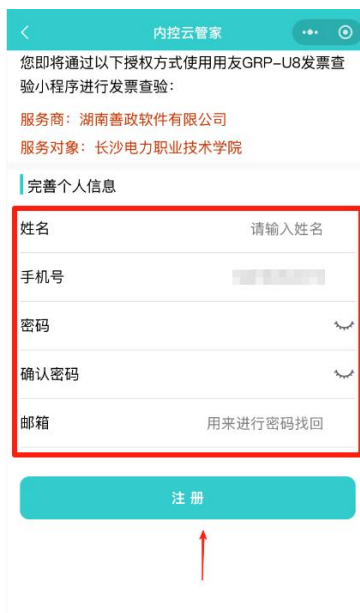 内控云管家
您即将通过以下授权方式使用用友GRP-U8发票查
验小程序进行发票查验：
服务商：湖南善政软件有限公司
服务对象：长沙电力职业技术学院
完善个人信息
姓名 请输入姓名
手机号
密码
确认密码
邮箱 用来进行密码找回
注册